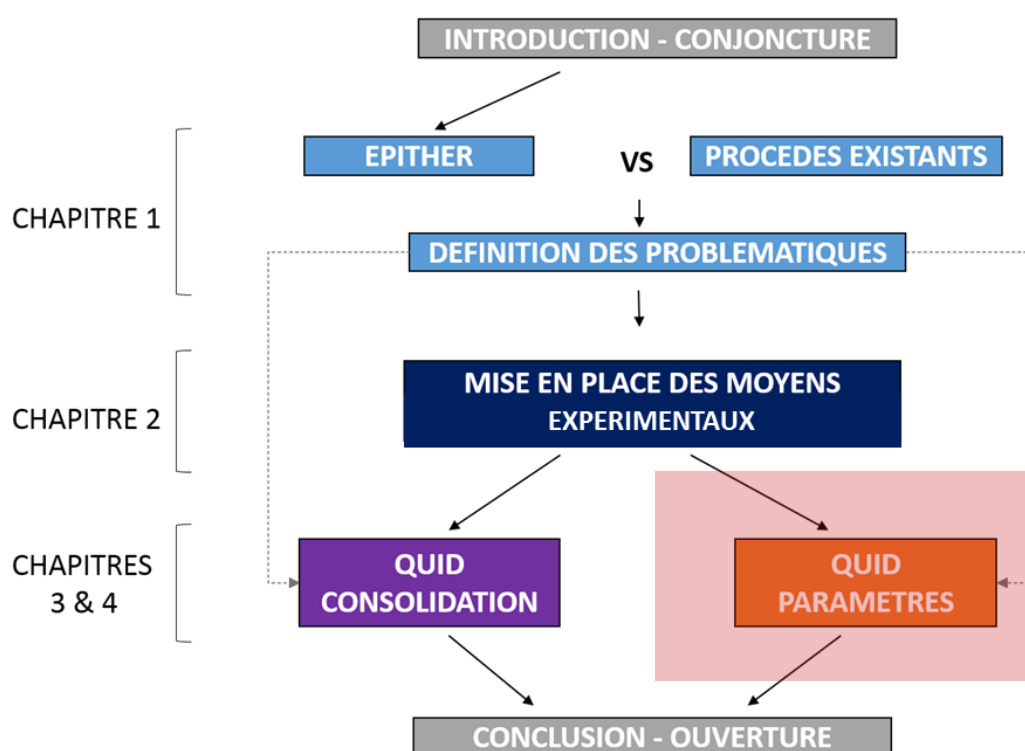 INTRODUCTION - CONJONCTURE
EPITHER
VS
PROCEDES EXISTANTS
CHAPITRE 1
DEFINITION DES PROBLEMATIQUES
MISE EN PLACE DES MOYENS
EXPERIMENTAUX
CHAPITRE 2
CHAPITRES
3 & 4
QUID
CONSOLIDATION
QUID
PARAMETRES
CONCLUSION - OUVERTURE